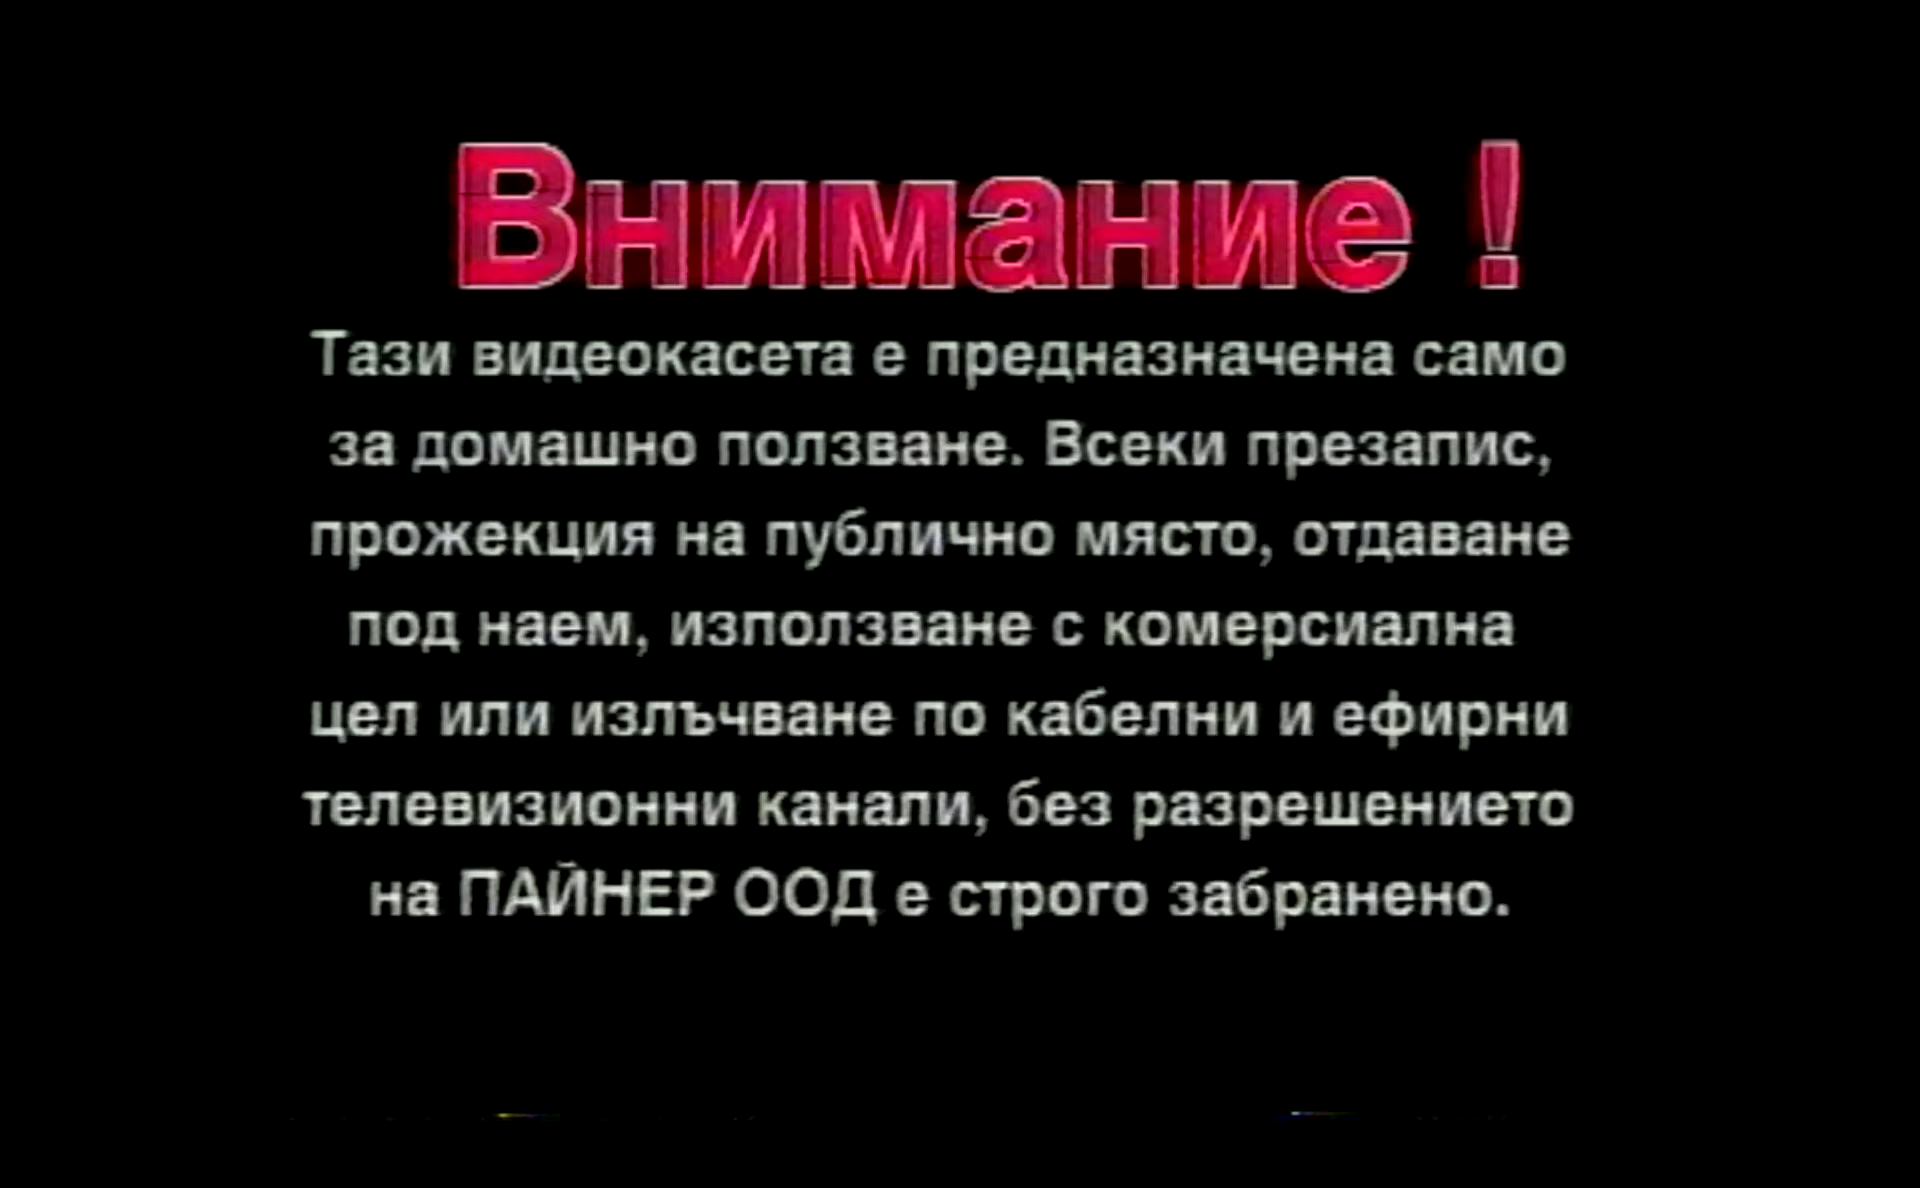 Внимание !
Тази видеокасета е предназначена само
за домашно ползване. Всеки презапис,
прожекция на публично място, отдаване
под наем, използване с комерсиална
цел или излъчване по кабелни и ефирни
телевизионни канали, без разрешението
на ПАЙНЕР ООД е строго забранено.